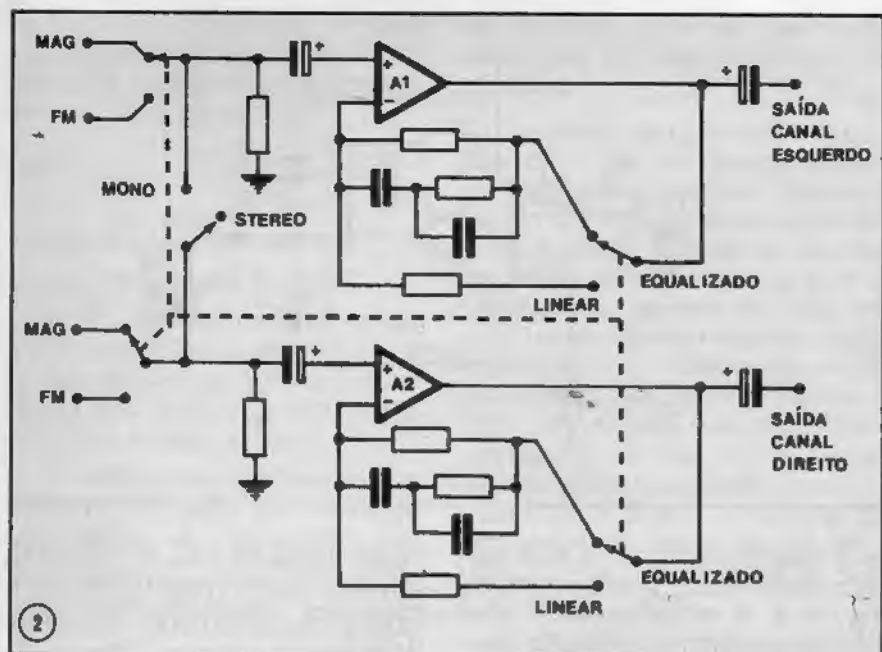 MAG
FM
MONO
STEREO
A1
+
−
+
+
SAÍDA
CANAL
ESQUERDO
EQUALIZADO
LINEAR
MAG
FM
A2
+
−
+
+
SAÍDA
CANAL
DIREITO
EQUALIZADO
LINEAR
2